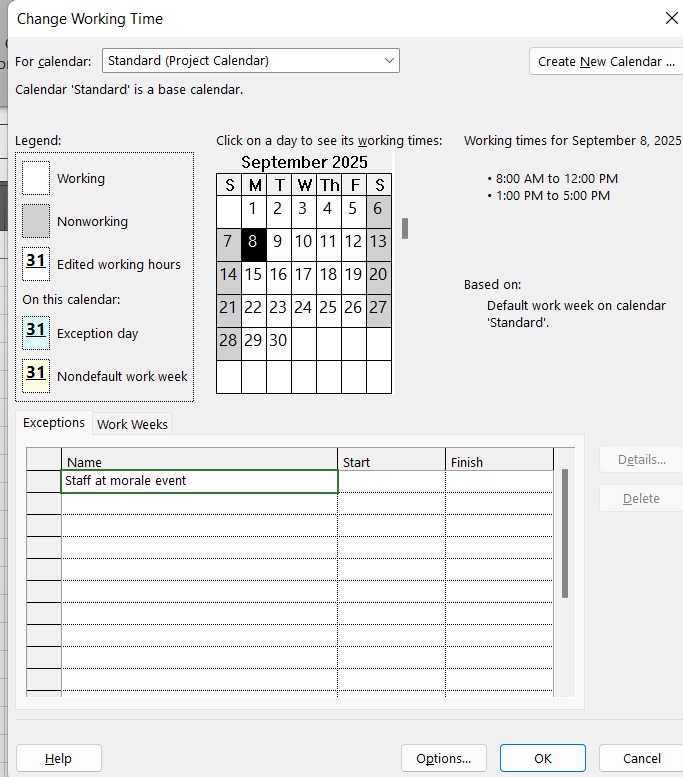 Change Working Time
For calendar: Standard (Project Calendar)
Create New Calendar ...
Calendar 'Standard' is a base calendar.
Legend:
Working
Nonworking
31 Edited working hours
On this calendar:
31 Exception day
31 Nondefault work week
Click on a day to see its working times:
September 2025
S M T W Th F S
1 2 3 4 5 6
7 8 9 10 11 12 13
14 15 16 17 18 19 20
21 22 23 24 25 26 27
28 29 30
Working times for September 8, 2025
• 8:00 AM to 12:00 PM
• 1:00 PM to 5:00 PM
Based on:
Default work week on calendar
'Standard'.
Exceptions Work Weeks
Name Start Finish
Staff at morale event
Details...
Delete
Help Options... OK Cancel